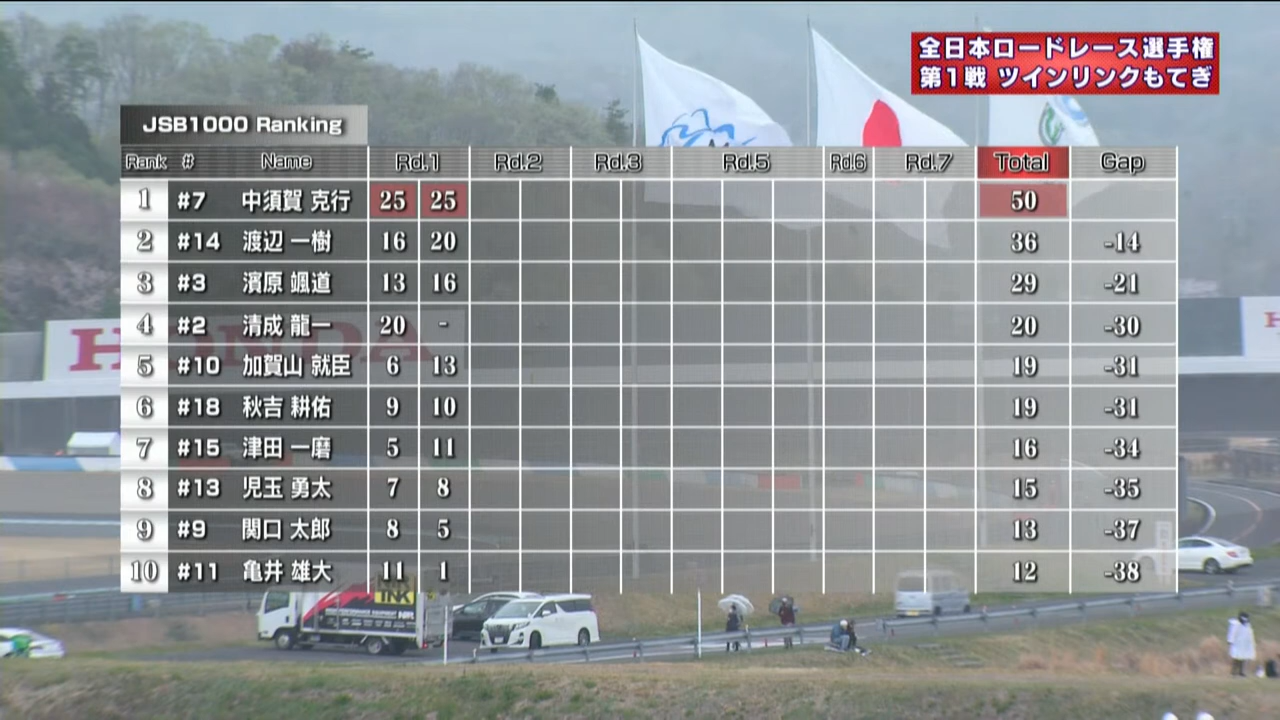 全日本ロードレース選手権
第1戦 ツインリンクもてぎ
JSB1000 Ranking
Rank # Name Rd.1 Rd.2 Rd.3 Rd.5 Rd.6 Rd.7 Total Gap
1 #7 中須賀 克行 25 25 50
2 #14 渡辺 一樹 16 20 36 -14
3 #3 濱原 颯道 13 16 29 -21
4 #2 清成 龍一 20 - 20 -30
5 #10 加賀山 就臣 6 13 19 -31
6 #18 秋吉 耕佑 9 10 19 -31
7 #15 津田 一磨 5 11 16 -34
8 #13 児玉 勇太 7 8 15 -35
9 #9 関口 太郎 8 5 13 -37
10 #11 亀井 雄大 11 1 12 -38
HONDA